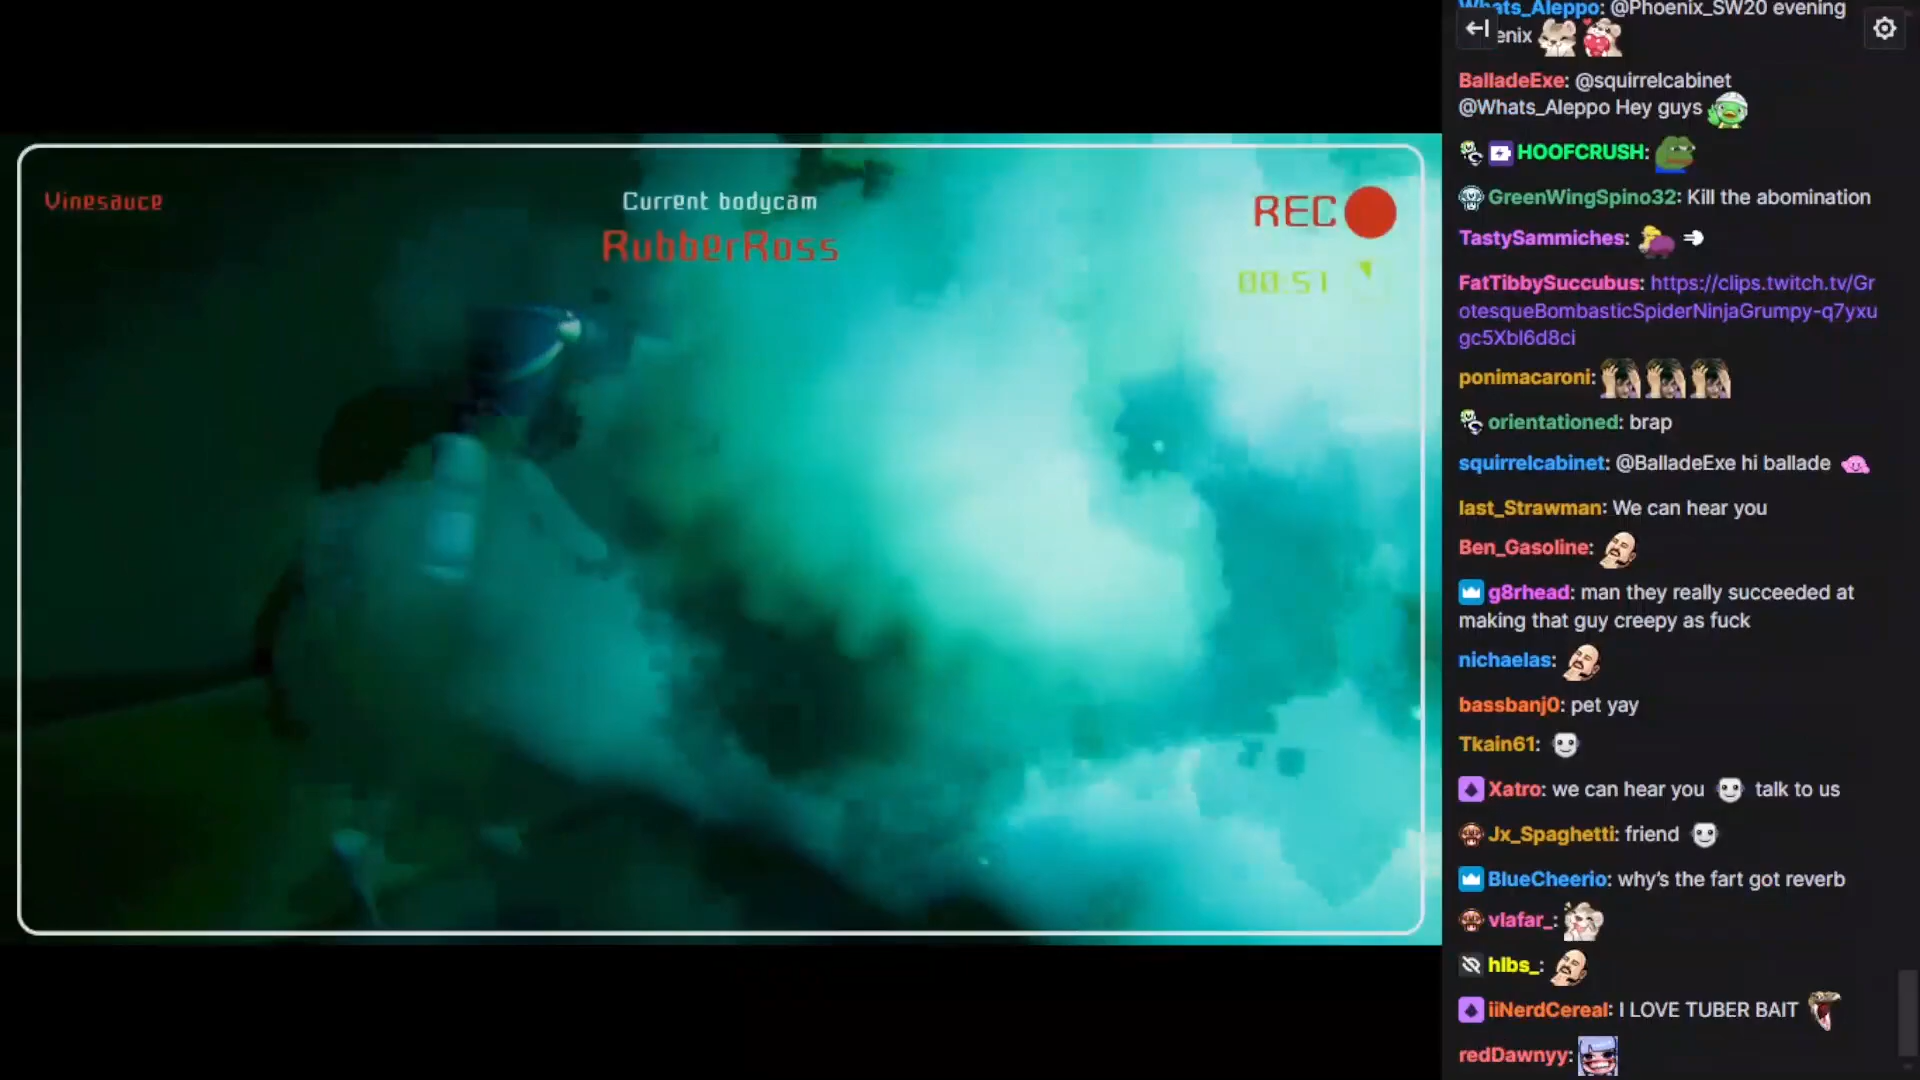 Vinesauce
Current bodycam
RubberRoss
REC
00:51
Whats_Aleppo: @Phoenix_SW20 evening
enix
BalladeExe: @squirrelcabinet
@Whats_Aleppo Hey guys
HOOFCRUSH:
GreenWingSpino32: Kill the abomination
TastySammiches:
FatTibbySuccubus: https://clips.twitch.tv/Gr
otesqueBombasticSpiderNinjaGrumpy-q7yxu
gc5Xbl6d8ci
ponimacaroni:
orientationed: brap
squirrelcabinet: @BalladeExe hi ballade
last_Strawman: We can hear you
Ben_Gasoline:
g8rhead: man they really succeeded at
making that guy creepy as fuck
nichaelas:
bassbanj0: pet yay
Tkain61:
Xatro: we can hear you talk to us
Jx_Spaghetti: friend
BlueCheerio: why's the fart got reverb
vlafar_:
hlbs_:
iiNerdCereal: I LOVE TUBER BAIT
redDawnyy: